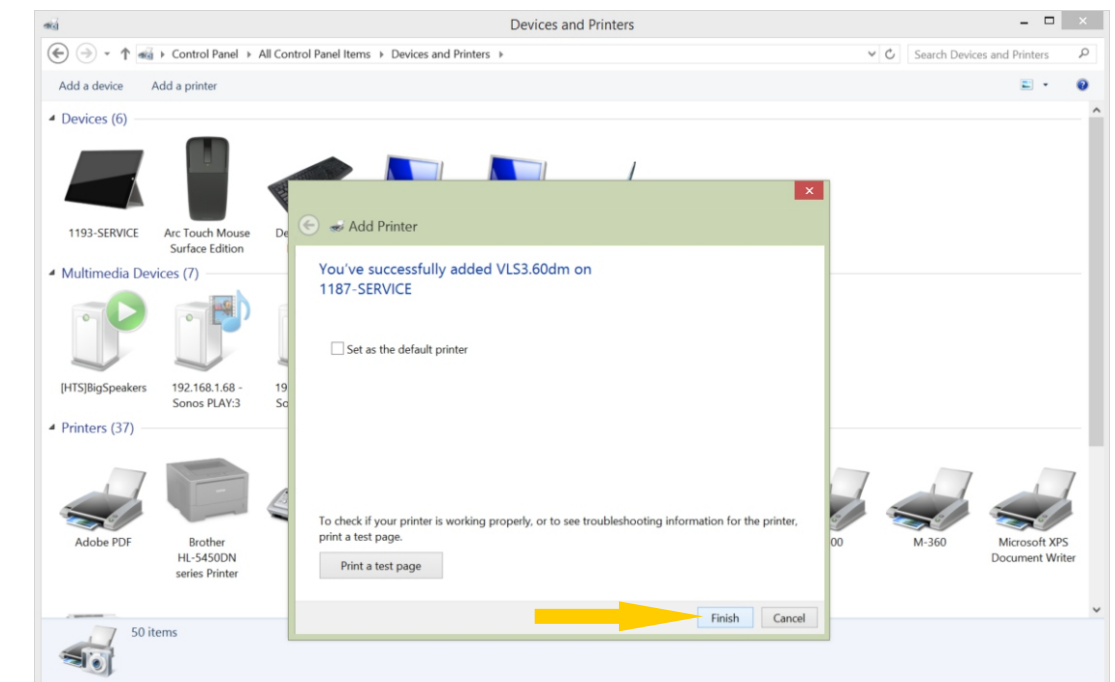 Devices and Printers
Control Panel
All Control Panel Items
Devices and Printers
Search Devices and Printers
Add a device
Add a printer
Devices (6)
1193-SERVICE
Arc Touch Mouse
Surface Edition
De
Multimedia Devices (7)
[HTS]BigSpeakers
192.168.1.68 -
Sonos PLAY:3
19
So
Printers (37)
Adobe PDF
Brother
HL-5450DN
series Printer
00
M-360
Microsoft XPS
Document Writer
50 items
Add Printer
You've successfully added VLS3.60dm on
1187-SERVICE
Set as the default printer
To check if your printer is working properly, or to see troubleshooting information for the printer,
print a test page.
Print a test page
Finish
Cancel